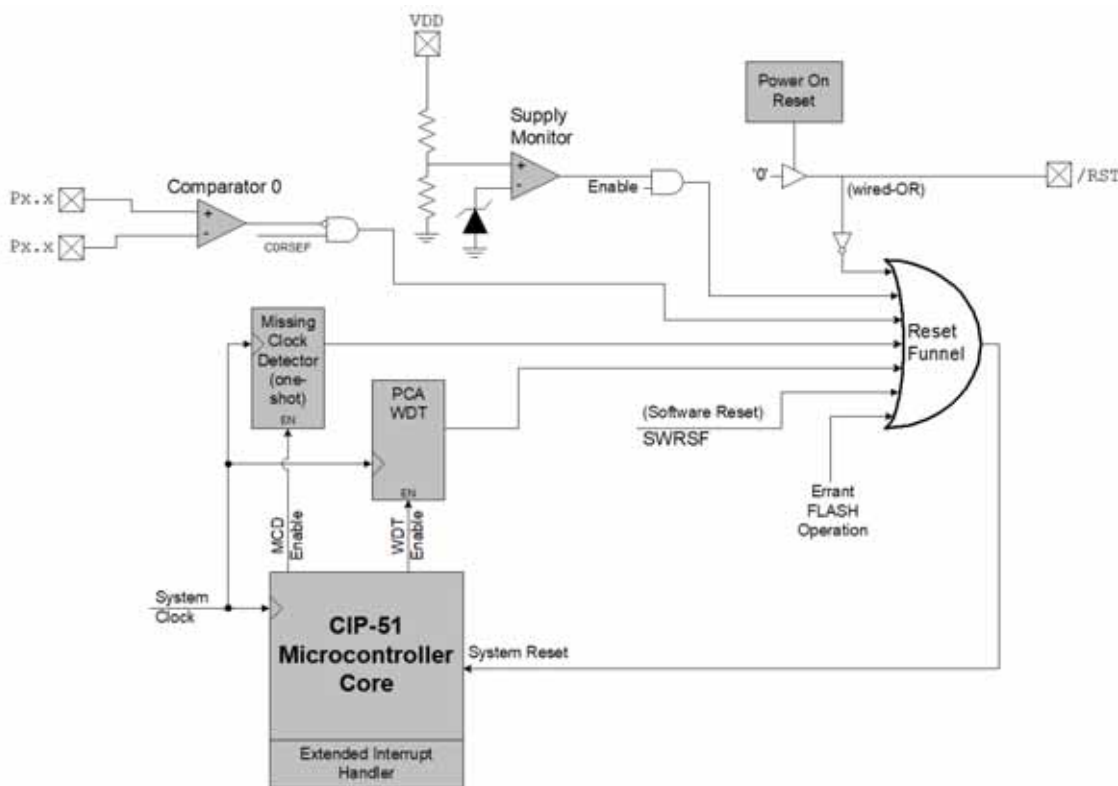 VDD
Power On
Reset
Supply
Monitor
+
-
Enable
'0'
/RST
(wired-OR)
Comparator 0
Px.x
+
-
Px.x
C0RSEF
Missing
Clock
Detector
(one-
shot)
EN
PCA
WDT
EN
Reset
Funnel
(Software Reset)
SWRSF
Errant
FLASH
Operation
MCD
Enable
WDT
Enable
System
Clock
CIP-51
Microcontroller
Core
System Reset
Extended Interrupt
Handler